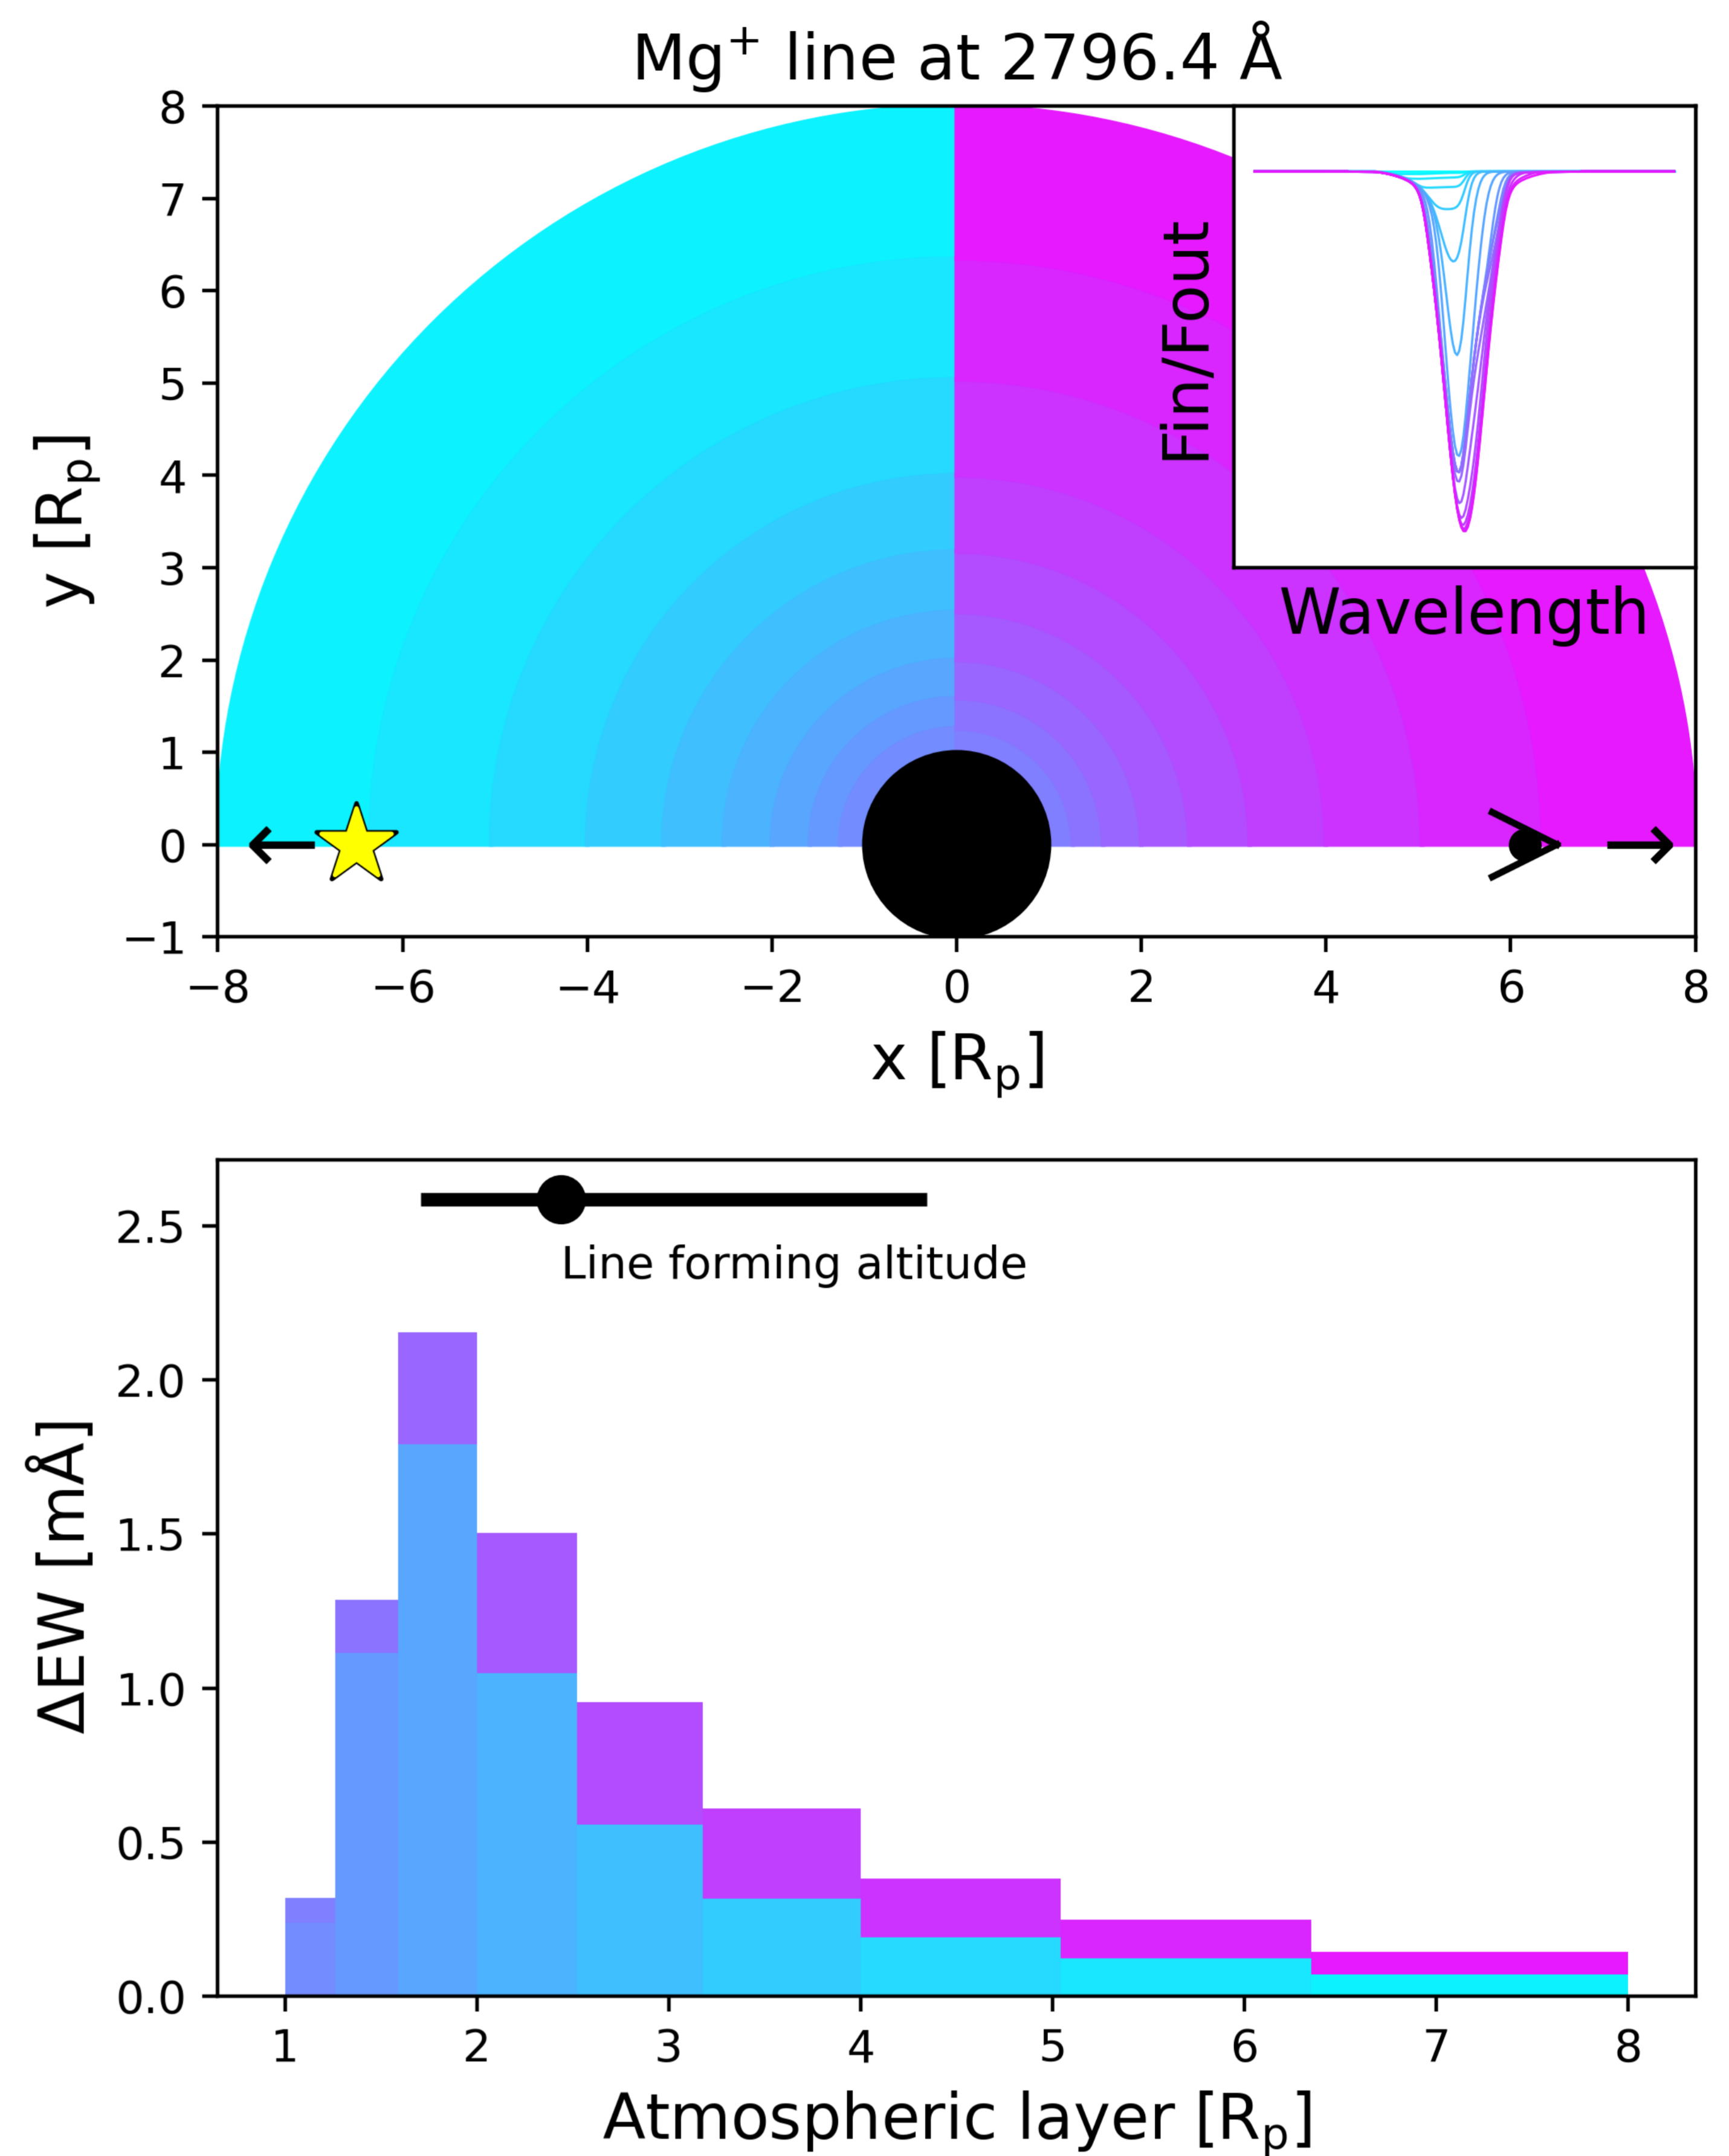 Mg⁺ line at 2796.4 Å
8
7
6
5
4
3
2
1
0
−1
y [Rₚ]
Fin/Fout
Wavelength
−8 −6 −4 −2 0 2 4 6 8
x [Rₚ]
2.5
2.0
1.5
1.0
0.5
0.0
ΔEW [mÅ]
Line forming altitude
1 2 3 4 5 6 7 8
Atmospheric layer [Rₚ]